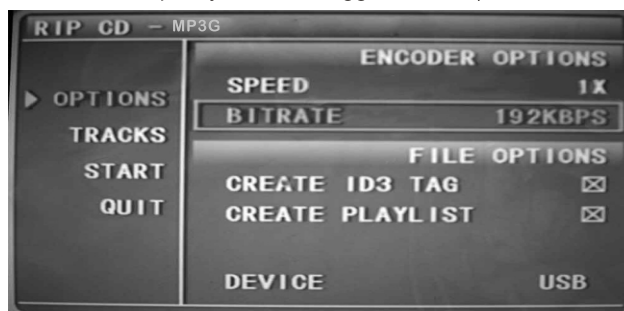 RIP CD - MP3G
ENCODER OPTIONS
SPEED 1X
BITRATE 192KBPS
FILE OPTIONS
CREATE ID3 TAG ☒
CREATE PLAYLIST ☒
DEVICE USB
OPTIONS
TRACKS
START
QUIT